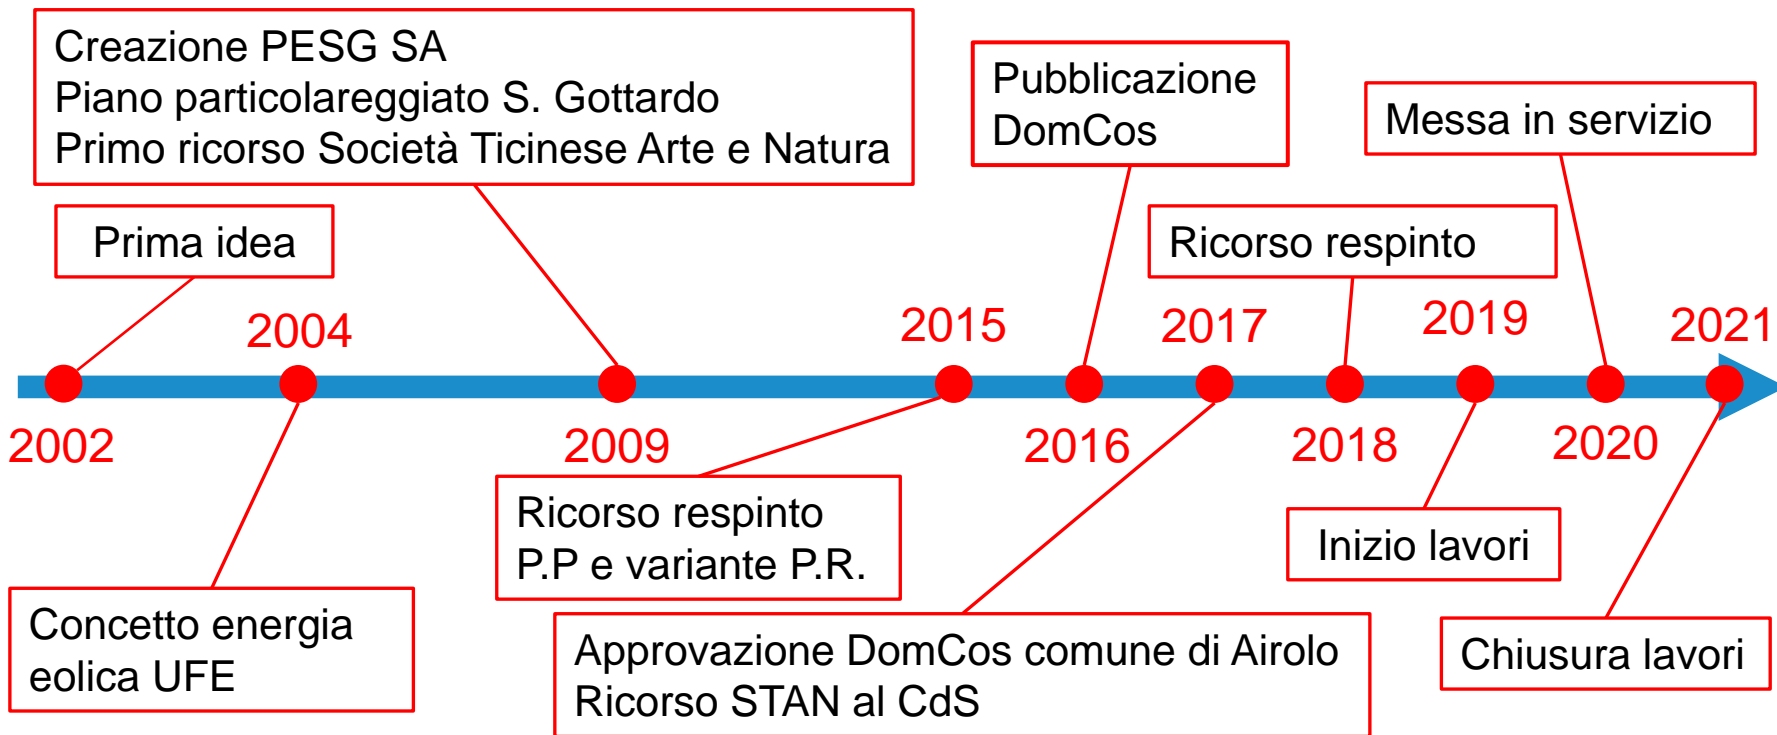 Creazione PESG SA
Piano particolareggiato S. Gottardo
Primo ricorso Società Ticinese Arte e Natura
Pubblicazione
DomCos
Messa in servizio
Prima idea
Ricorso respinto
2004
2015
2017
2019
2021
2002
2009
2016
2018
2020
Ricorso respinto
P.P e variante P.R.
Inizio lavori
Concetto energia
eolica UFE
Approvazione DomCos comune di Airolo
Ricorso STAN al CdS
Chiusura lavori